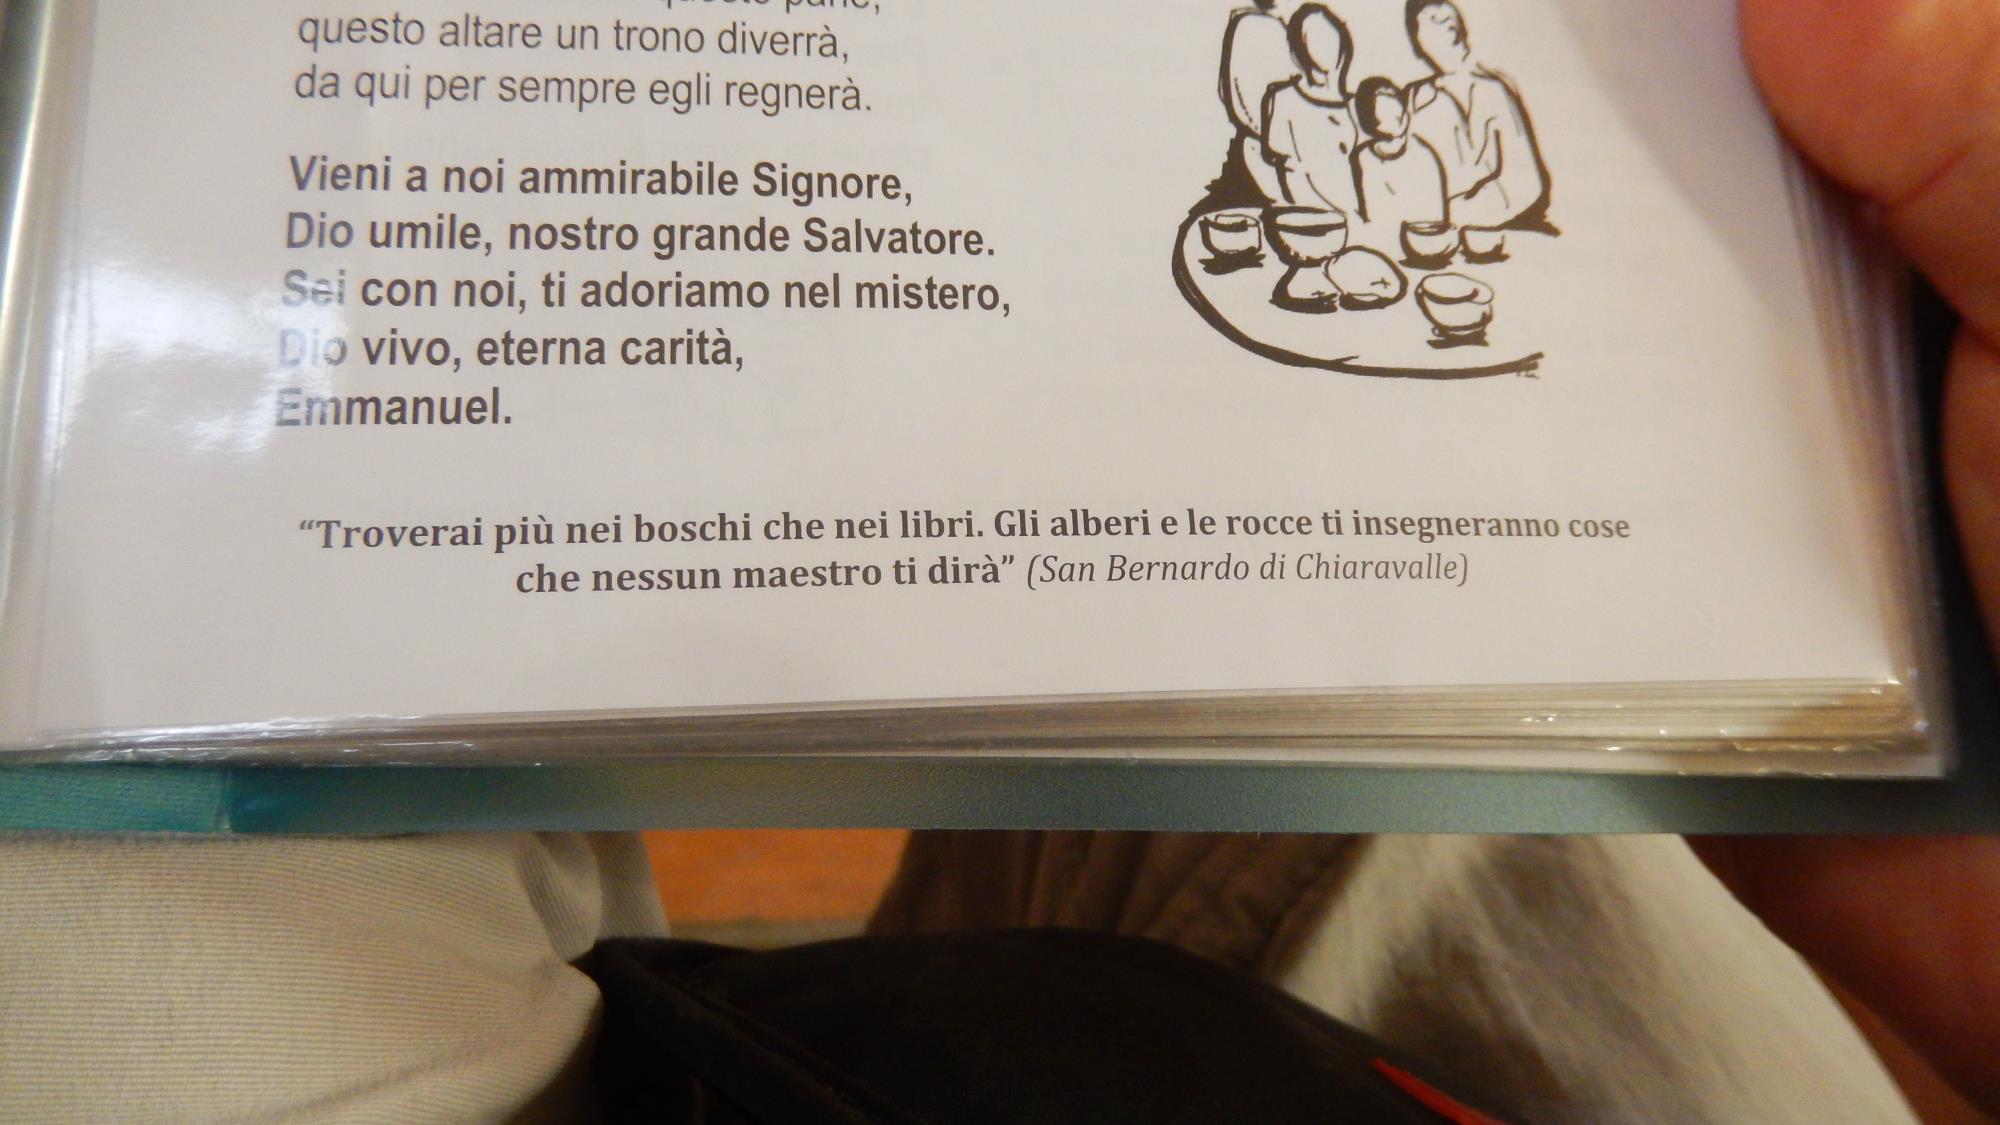 questo pane,
questo altare un trono diverrà,
da qui per sempre egli regnerà.
Vieni a noi ammirabile Signore,
Dio umile, nostro grande Salvatore.
Sei con noi, ti adoriamo nel mistero,
Dio vivo, eterna carità,
Emmanuel.
“Troverai più nei boschi che nei libri. Gli alberi e le rocce ti insegneranno cose
che nessun maestro ti dirà” (San Bernardo di Chiaravalle)